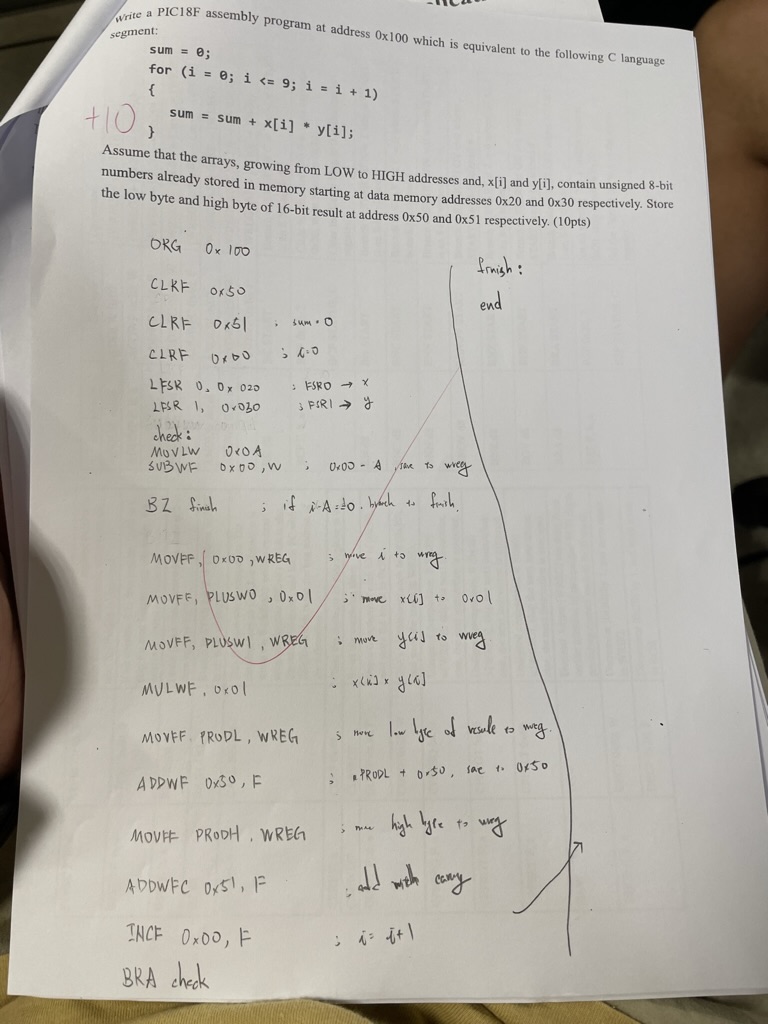 Write a PIC18F assembly program at address 0x100 which is equivalent to the following C language
segment:
sum = 0;
for (i = 0; i <= 9; i = i + 1)
{
sum = sum + x[i] * y[i];
}
+10
Assume that the arrays, growing from LOW to HIGH addresses and, x[i] and y[i], contain unsigned 8-bit
numbers already stored in memory starting at data memory addresses 0x20 and 0x30 respectively. Store
the low byte and high byte of 16-bit result at address 0x50 and 0x51 respectively. (10pts)
ORG 0x100
CLRF 0x50
CLRF 0x51 ; sum=0
CLRF 0x00 ; i=0
LFSR 0, 0x020 ; FSR0 → x
LFSR 1, 0x030 ; FSR1 → y
check:
MOVLW 0x0A
SUBWF 0x00, W ; 0x00 - A, save to wreg
BZ finish ; if i-A=0, branch to finish.
MOVFF, 0x00, WREG ; move i to wreg
MOVFF, PLUSW0, 0x01 ; move x[i] to 0x01
MOVFF, PLUSW1, WREG ; move y[i] to wreg
MULWF, 0x01 ; x[i] x y[i]
MOVFF PRODL, WREG ; move low byte of result to wreg.
ADDWF 0x50, F ; PRODL + 0x50, save to 0x50
MOVFF PRODH, WREG ; move high byte to wreg
ADDWFC 0x51, F ; add with carry
INCF 0x00, F ; i= i+1
BRA check
finish:
end